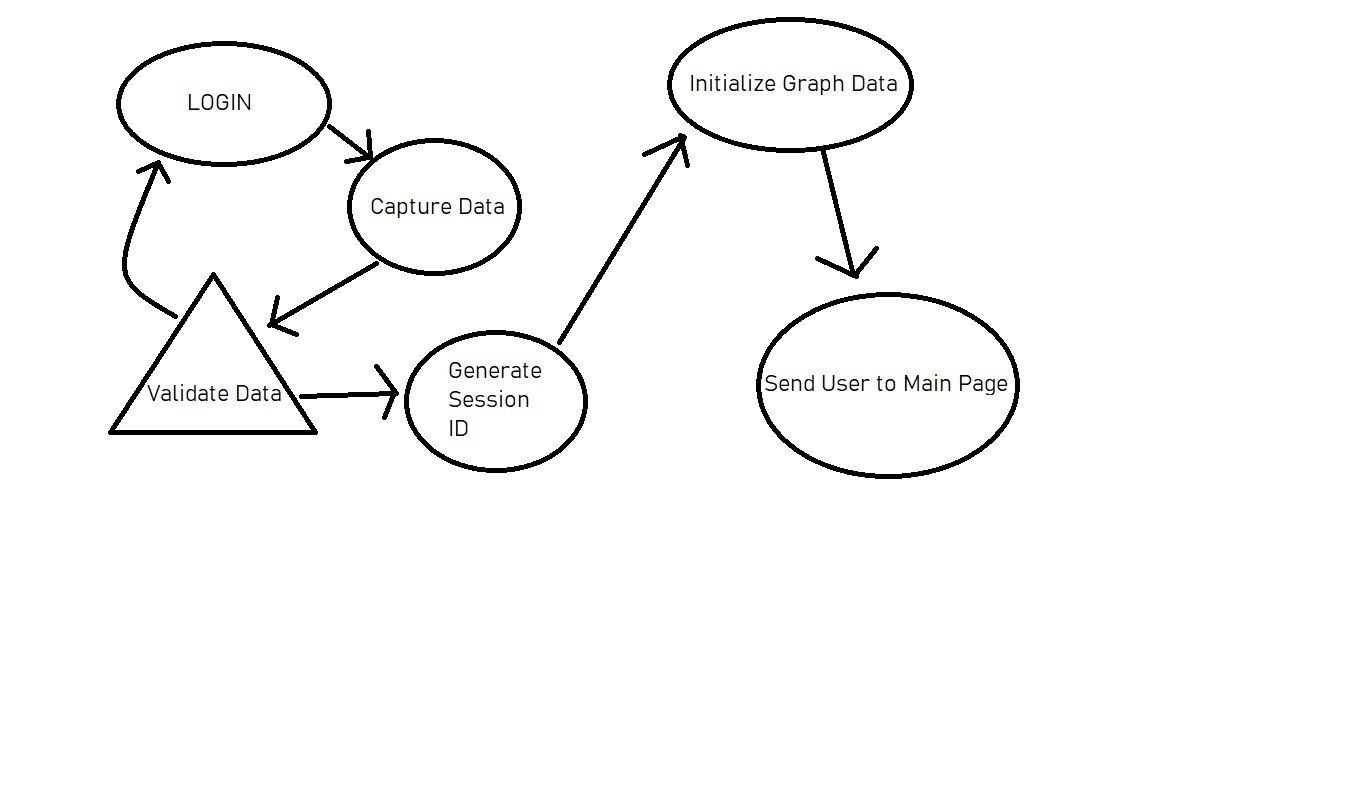 LOGIN
Capture Data
Validate Data
Generate
Session
ID
Initialize Graph Data
Send User to Main Page